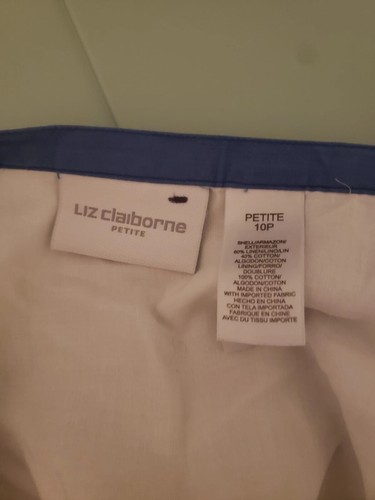 Liz claiborne
PETITE
PETITE
10P
SHELL/ARMAZON/
EXTERIEUR
60% LINEN/LINO/LIN
40% COTTON/
ALGODON/COTON
LINING/FORRO/
DOUBLURE
100% COTTON/
ALGODON/COTON
MADE IN CHINA
WITH IMPORTED FABRIC
HECHO EN CHINA
CON TELA IMPORTADA
FABRIQUE EN CHINE
AVEC DU TISSU IMPORTE